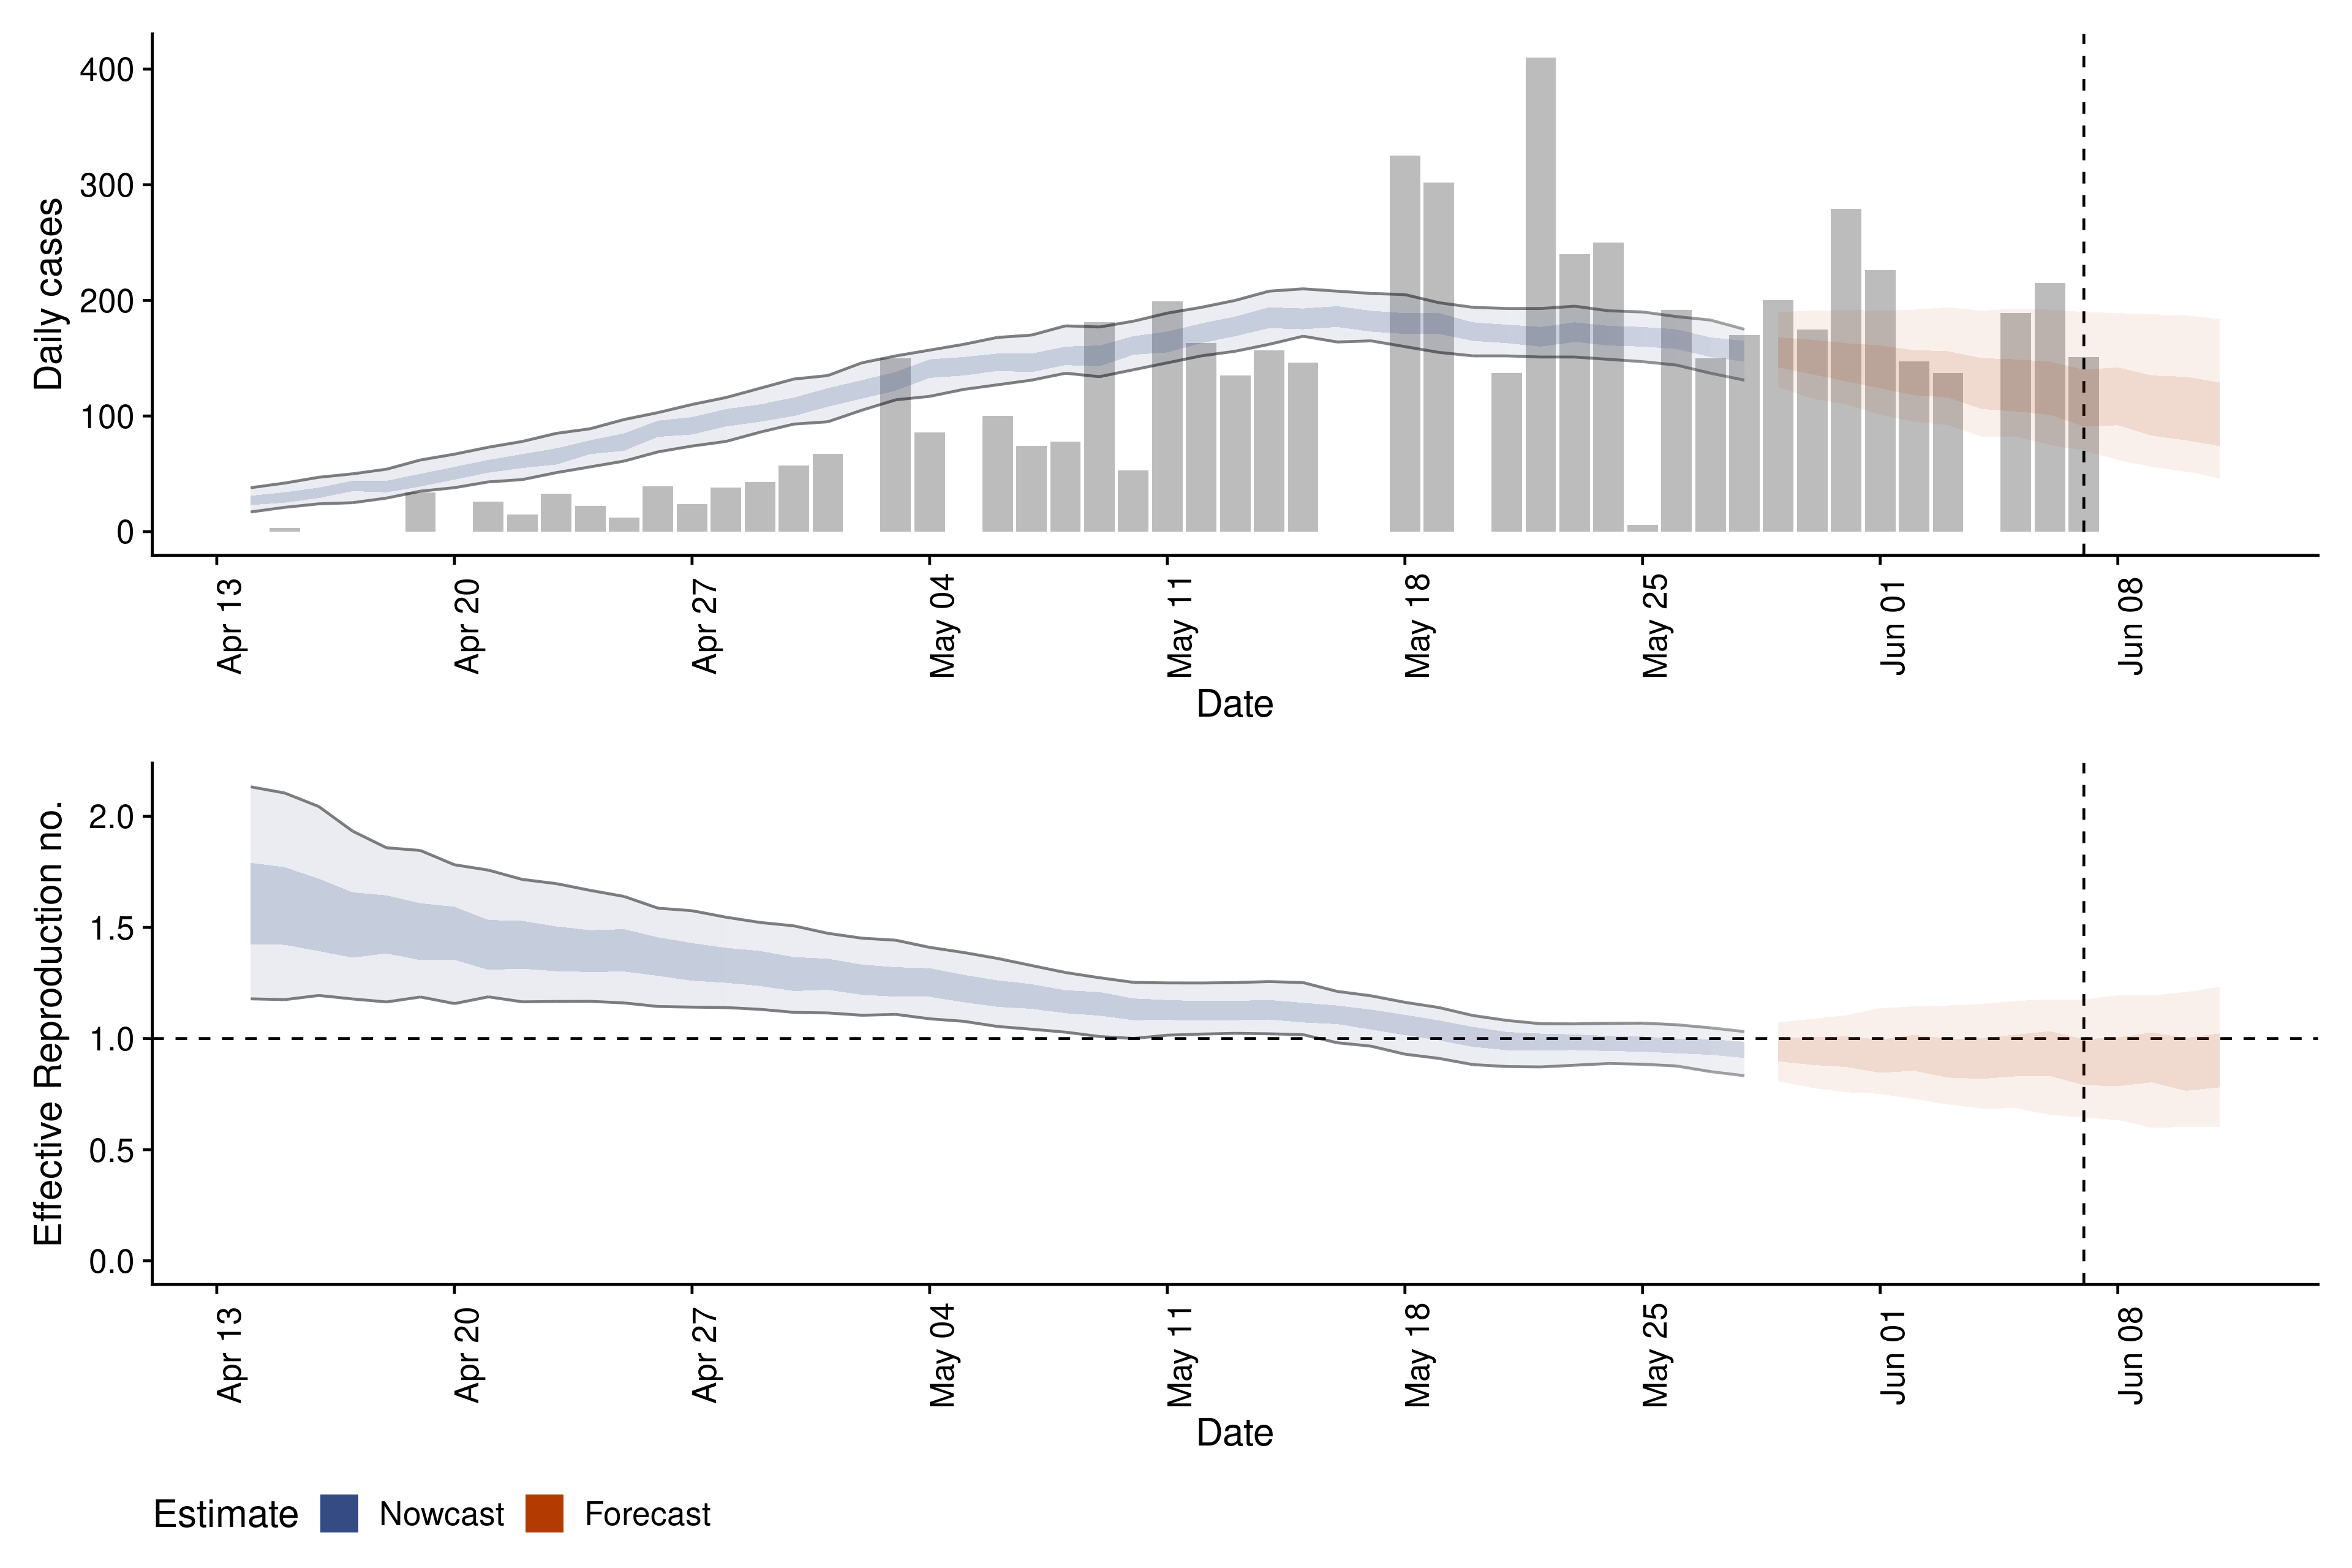 400
300
200
100
0
Daily cases
Apr 13
Apr 20
Apr 27
May 04
May 11
May 18
May 25
Jun 01
Jun 08
Date
2.0
1.5
1.0
0.5
0.0
Effective Reproduction no.
Apr 13
Apr 20
Apr 27
May 04
May 11
May 18
May 25
Jun 01
Jun 08
Date
Estimate Nowcast Forecast